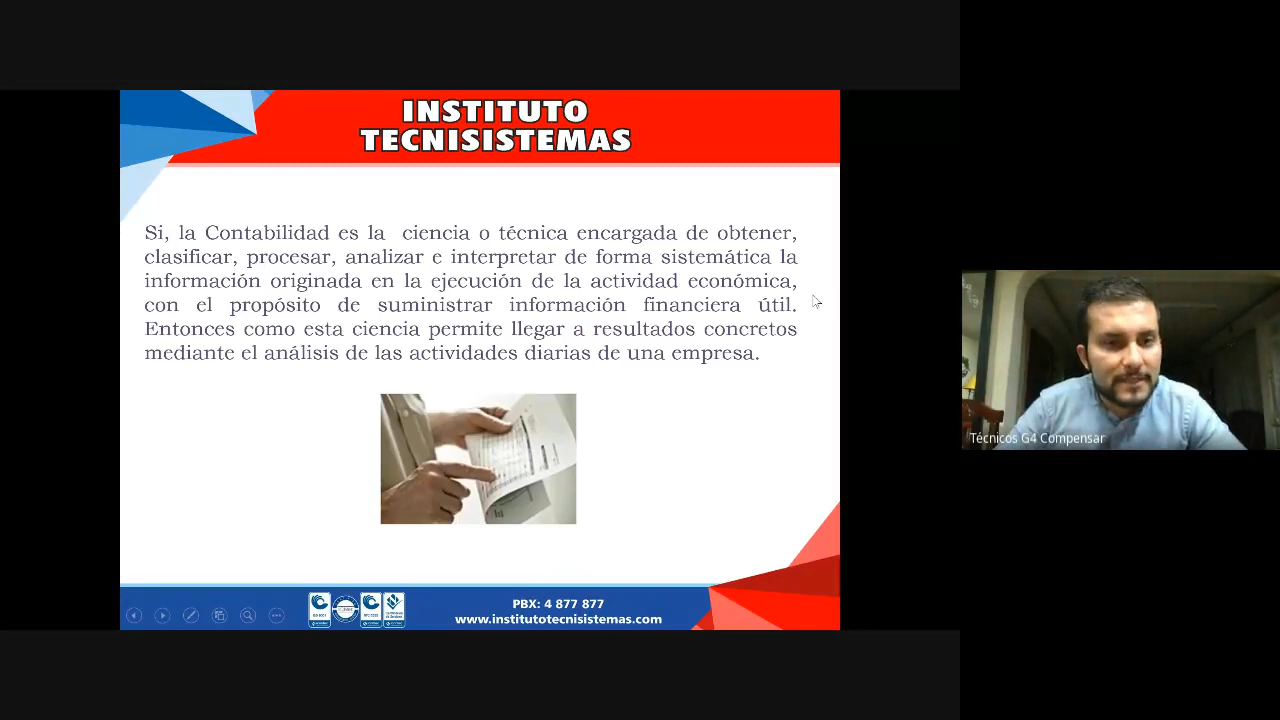 INSTITUTO
TECNISISTEMAS
Si, la Contabilidad es la ciencia o técnica encargada de obtener,
clasificar, procesar, analizar e interpretar de forma sistemática la
información originada en la ejecución de la actividad económica,
con el propósito de suministrar información financiera útil.
Entonces como esta ciencia permite llegar a resultados concretos
mediante el análisis de las actividades diarias de una empresa.
Técnicos G4 Compensar
PBX: 4 877 877
www.institutotecnisistemas.com